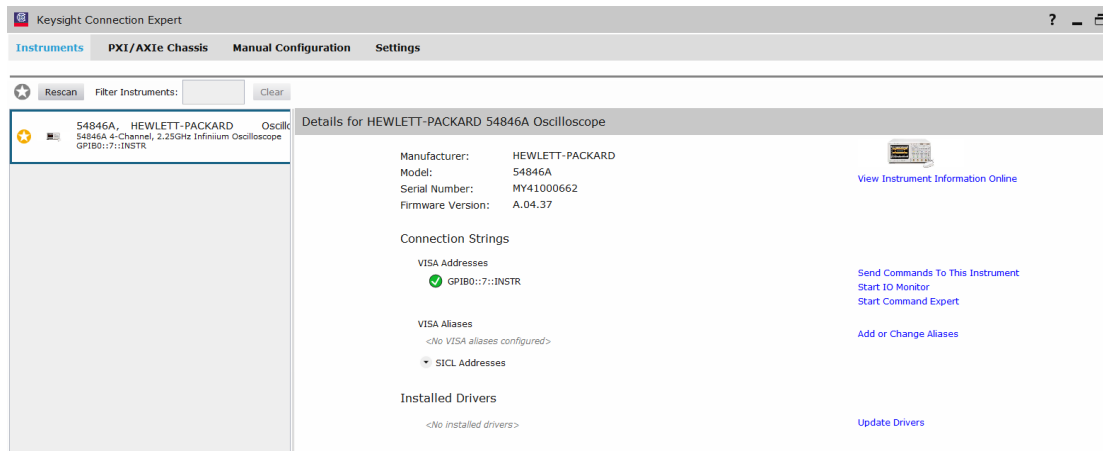 Keysight Connection Expert
?
Instruments PXI/AXIe Chassis Manual Configuration Settings
Rescan Filter Instruments: Clear
54846A, HEWLETT-PACKARD
54846A 4-Channel, 2.25GHz Infiniium Oscilloscope
GPIB0::7::INSTR
Details for HEWLETT-PACKARD 54846A Oscilloscope
Manufacturer: HEWLETT-PACKARD
Model: 54846A
Serial Number: MY41000662
Firmware Version: A.04.37
View Instrument Information Online
Connection Strings
VISA Addresses
GPIB0::7::INSTR
Send Commands To This Instrument
Start IO Monitor
Start Command Expert
VISA Aliases
<No VISA aliases configured>
Add or Change Aliases
SICL Addresses
Installed Drivers
<No installed drivers>
Update Drivers